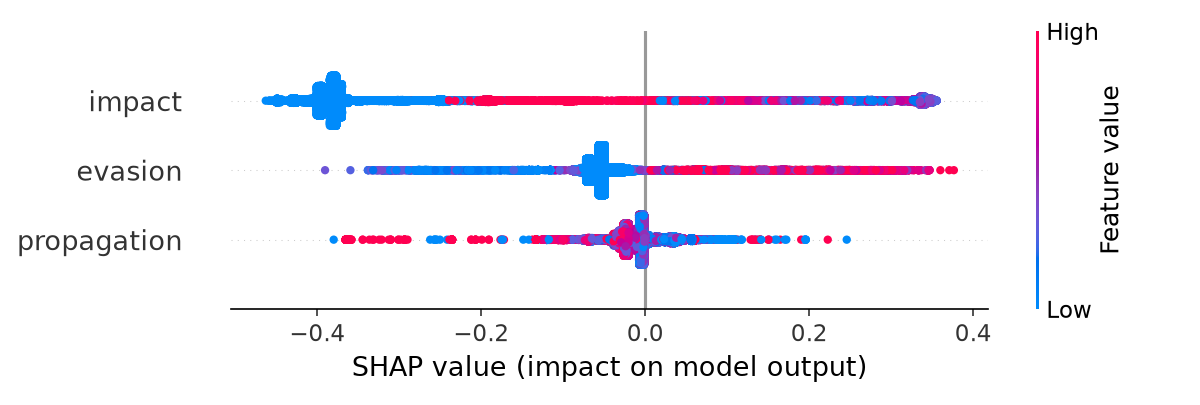 High
impact
evasion
propagation
Feature value
Low
−0.4
−0.2
0.0
0.2
0.4
SHAP value (impact on model output)